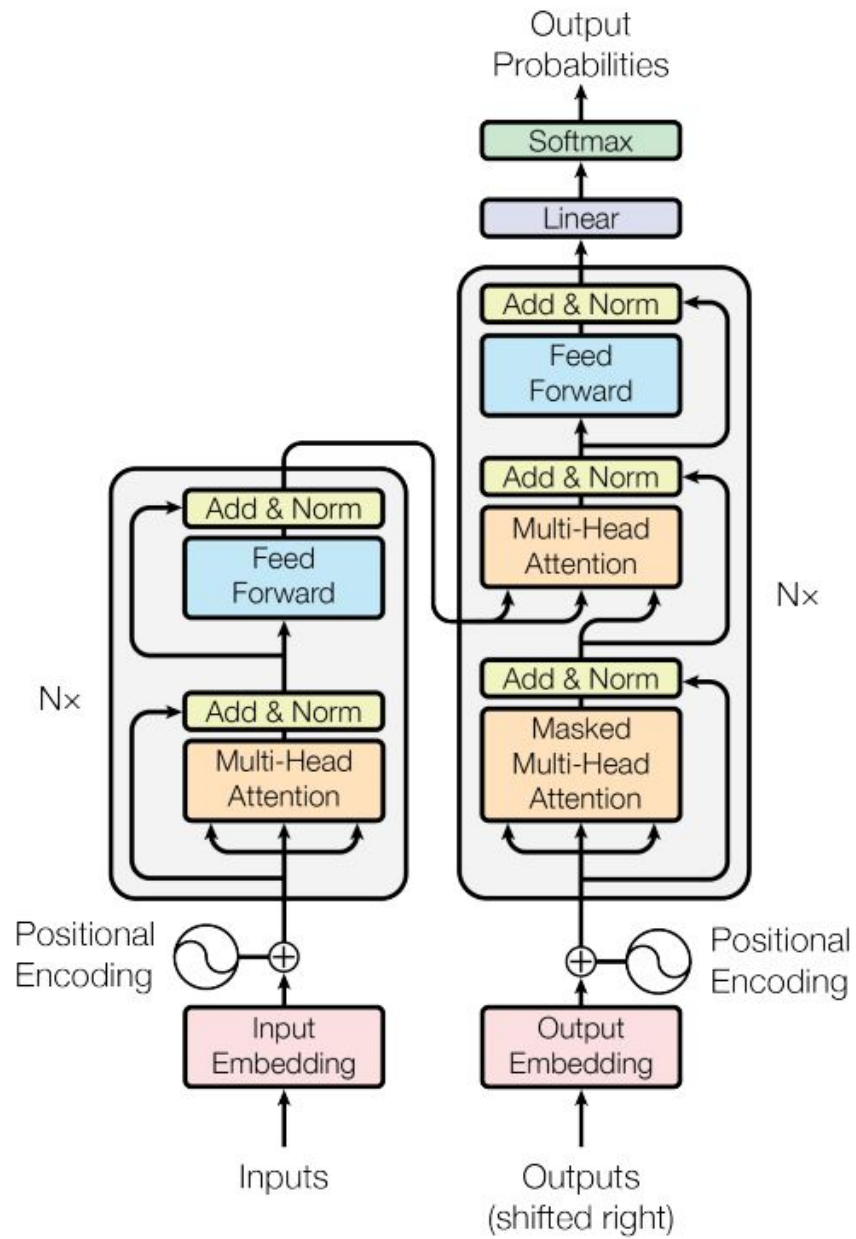 Output
Probabilities
Softmax
Linear
Add & Norm
Feed
Forward
Add & Norm
Multi-Head
Attention
Add & Norm
Masked
Multi-Head
Attention
Nx
Add & Norm
Feed
Forward
Add & Norm
Multi-Head
Attention
N×
Positional
Encoding
Positional
Encoding
Input
Embedding
Output
Embedding
Inputs
Outputs
(shifted right)